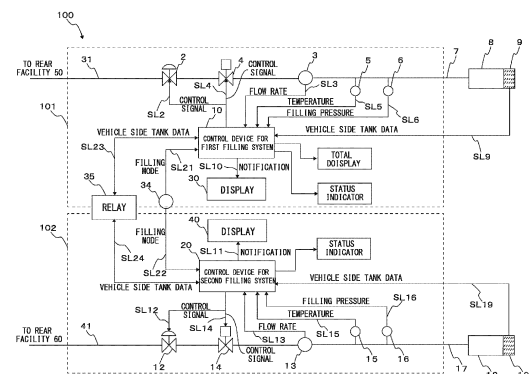 100
2
4
CONTROL SIGNAL
3
5
6
7
8
9
TO REAR FACILITY 50
31
SL2
SL4
CONTROL SIGNAL
10
FLOW RATE
SL3
TEMPERATURE
SL5
FILLING PRESSURE
SL6
101
VEHICLE SIDE TANK DATA
SL23
FILLING MODE
SL21
CONTROL DEVICE FOR FIRST FILLING SYSTEM
VEHICLE SIDE TANK DATA
SL9
SL10
NOTIFICATION
TOTAL DOISPLAY
35
34
30
DISPLAY
STATUS INDICATOR
RELAY
102
FILLING MODE
40
DISPLAY
SL24
SL22
20
SL11
NOTIFICATION
STATUS INDICATOR
CONTROL DEVICE FOR SECOND FILLING SYSTEM
VEHICLE SIDE TANK DATA
VEHICLE SIDE TANK DATA
SL19
SL12
CONTROL SIGNAL
FILLING PRESSURE
SL16
TEMPERATURE
SL15
TO REAR FACILITY 60
41
SL14
FLOW RATE
SL13
CONTROL SIGNAL
12
14
13
15
16
17